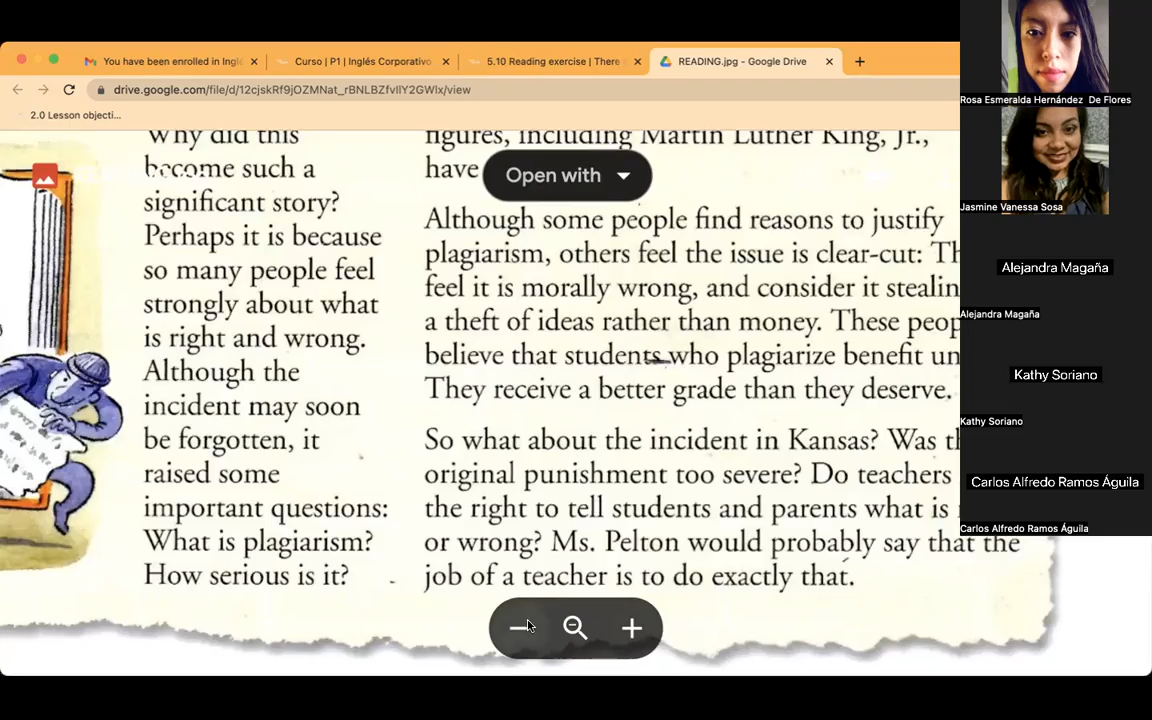 You have been enrolled in Inglé
Curso | P1 | Inglés Corporativo
5.10 Reading exercise | There
READING.jpg - Google Drive
drive.google.com/file/d/12cjskRf9jOZMNat_rBNLBZfvIlY2GWlx/view
2.0 Lesson objecti...
Open with
Why did this
become such a
significant story?
Perhaps it is because
so many people feel
strongly about what
is right and wrong.
Although the
incident may soon
be forgotten, it
raised some
important questions:
What is plagiarism?
How serious is it?
figures, including Martin Luther King, Jr.,
have
Although some people find reasons to justify
plagiarism, others feel the issue is clear-cut: Th
feel it is morally wrong, and consider it stealin
a theft of ideas rather than money. These peop
believe that students who plagiarize benefit un
They receive a better grade than they deserve.
So what about the incident in Kansas? Was th
original punishment too severe? Do teachers
the right to tell students and parents what is
or wrong? Ms. Pelton would probably say that the
job of a teacher is to do exactly that.
Rosa Esmeralda Hernández De Flores
Jasmine Vanessa Sosa
Alejandra Magaña
Alejandra Magaña
Kathy Soriano
Kathy Soriano
Carlos Alfredo Ramos Águila
Carlos Alfredo Ramos Águila